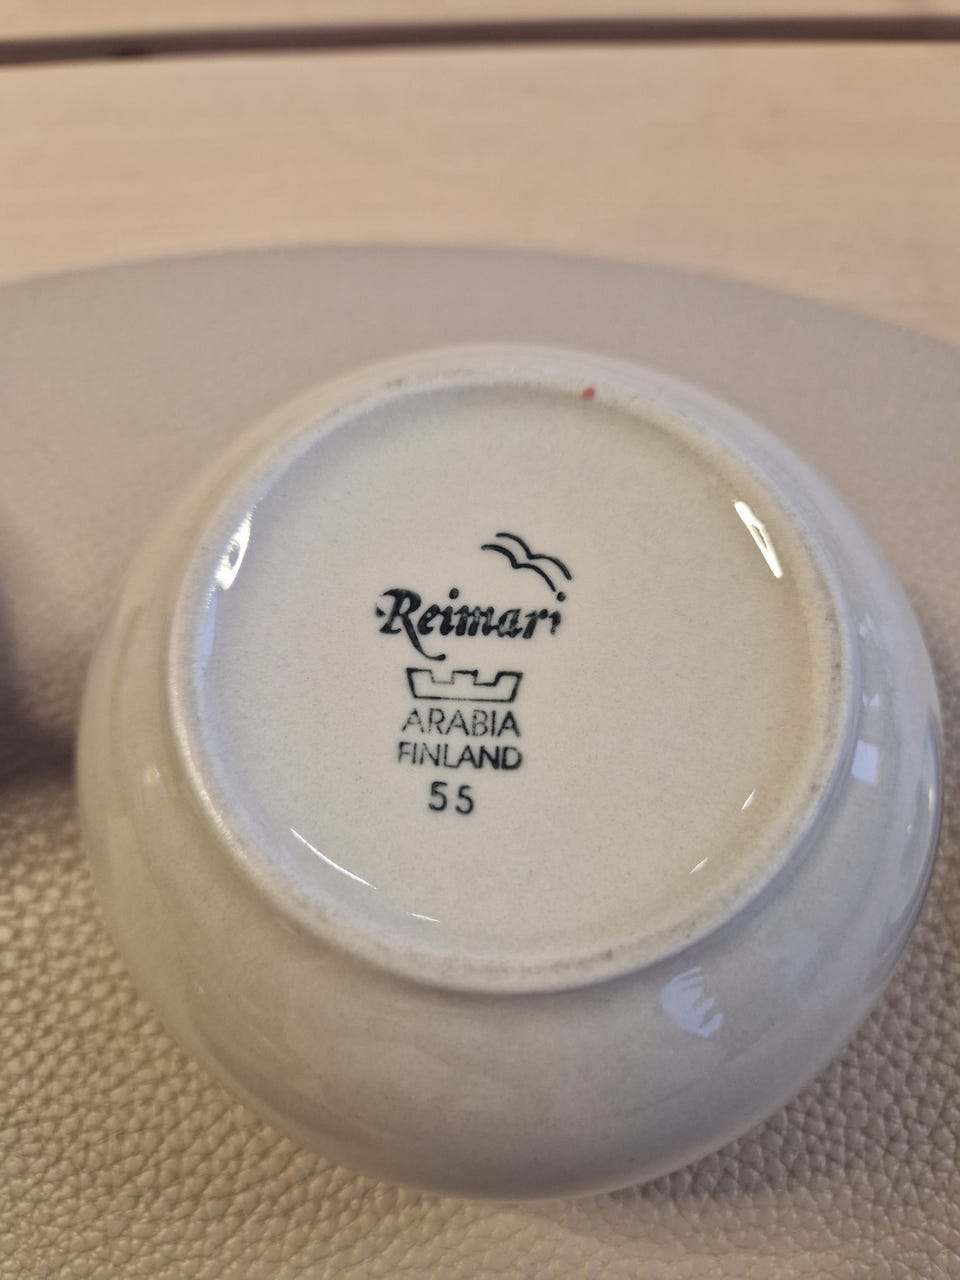 Reimari
ARABIA
FINLAND
55